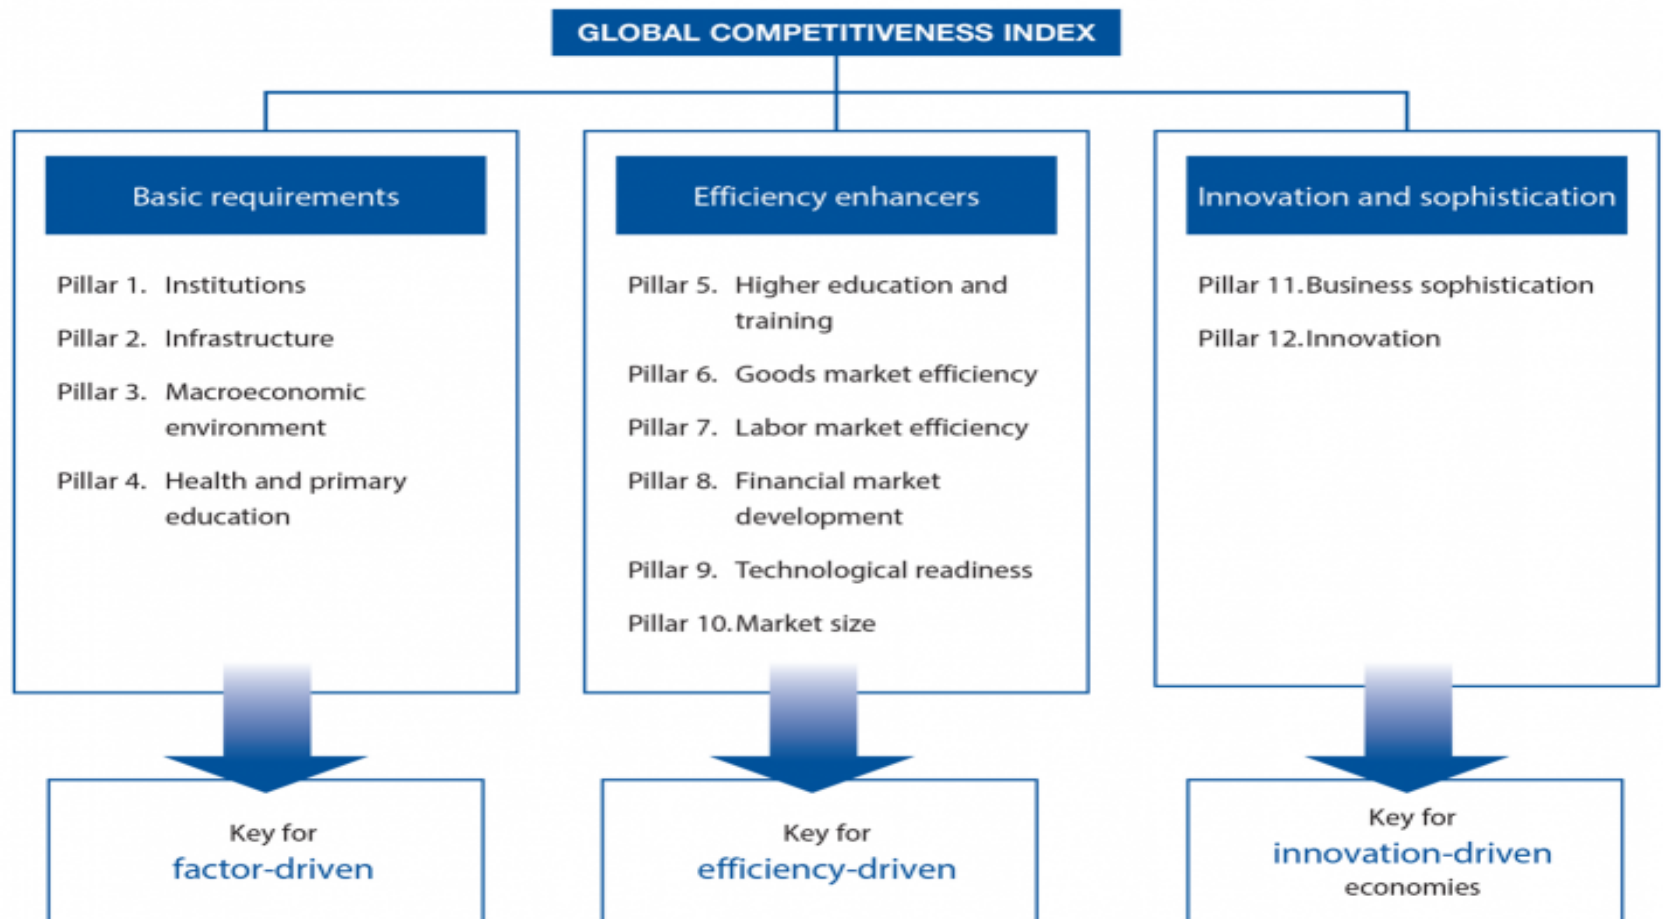 GLOBAL COMPETITIVENESS INDEX
Basic requirements
Pillar 1. Institutions
Pillar 2. Infrastructure
Pillar 3. Macroeconomic
environment
Pillar 4. Health and primary
education
Key for
factor-driven
Efficiency enhancers
Pillar 5. Higher education and
training
Pillar 6. Goods market efficiency
Pillar 7. Labor market efficiency
Pillar 8. Financial market
development
Pillar 9. Technological readiness
Pillar 10. Market size
Key for
efficiency-driven
Innovation and sophistication
Pillar 11. Business sophistication
Pillar 12. Innovation
Key for
innovation-driven
economies